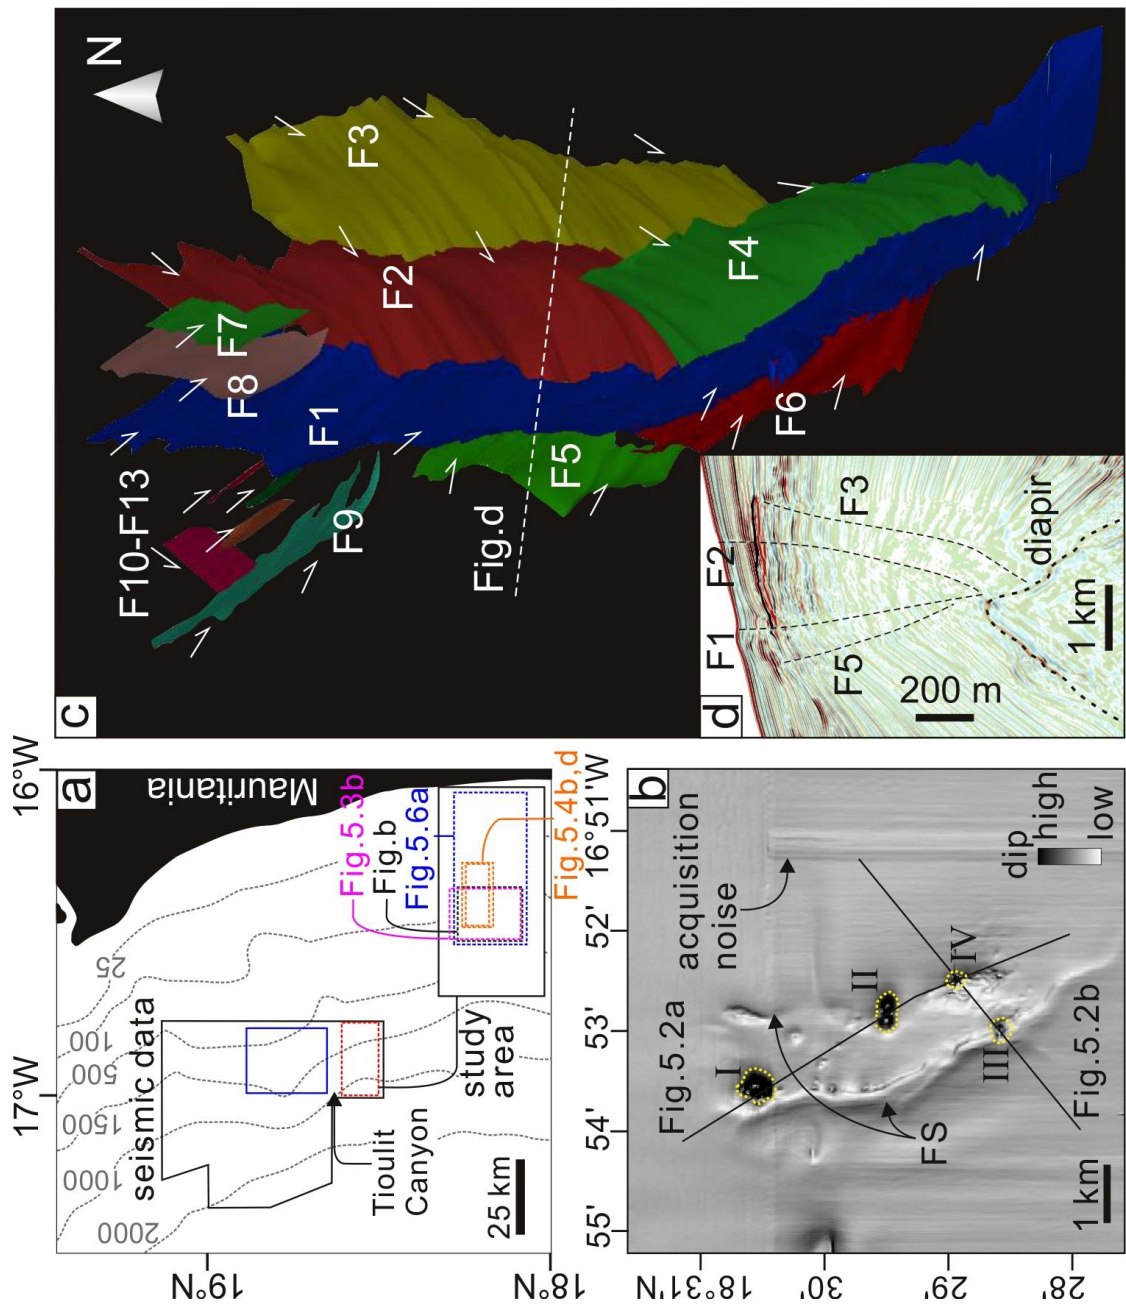 a
16°W
17°W
19°N
18°N
Mauritania
25
100
500
1500
1000
2000
seismic data
Tioulit
Canyon
study
area
25 km
Fig.5.3b
Fig.b
Fig.5.6a
Fig.5.4b,d
b
16°51'W
52'
53'
54'
55'
18°31'N
30'
29'
28'
acquisition
noise
dip
high
low
Fig.5.2a
Fig.5.2b
I
II
III
IV
FS
1 km
c
N
F10-F13
F7
F8
F1
F9
F2
F3
F4
F5
F6
Fig.d
d
F1
F2
F3
F5
diapir
200 m
1 km